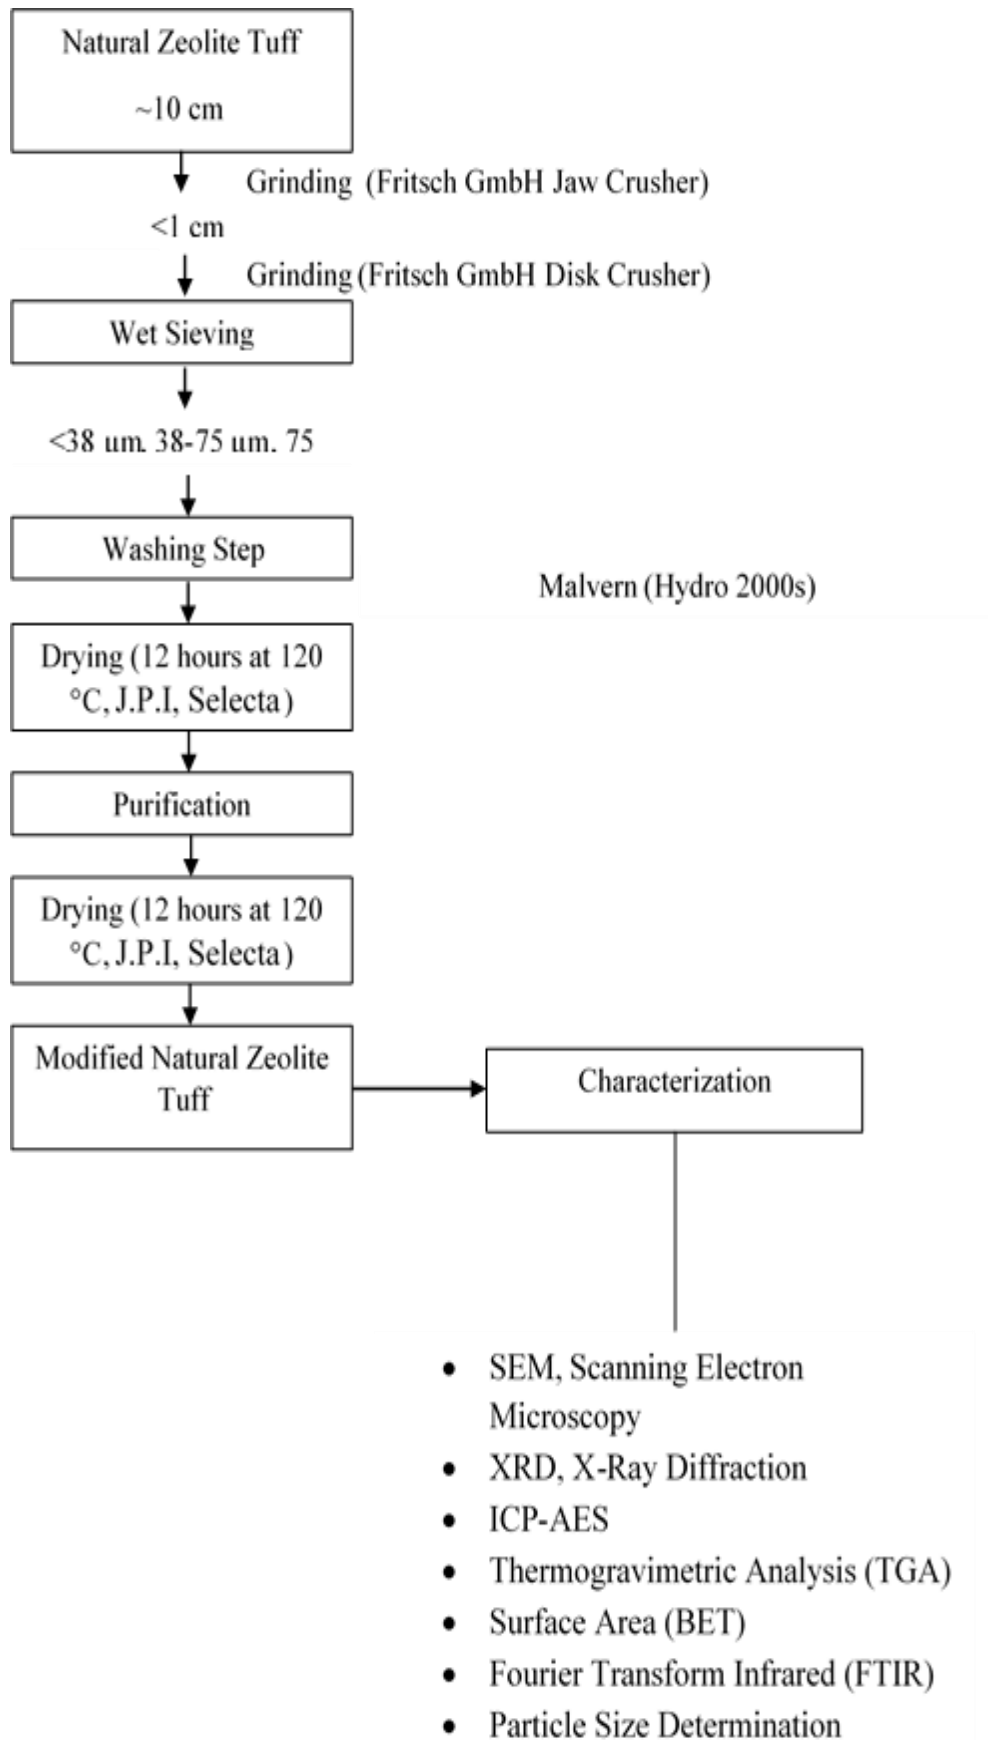 Natural Zeolite Tuff
~10 cm
Grinding (Fritsch GmbH Jaw Crusher)
<1 cm
Grinding (Fritsch GmbH Disk Crusher)
Wet Sieving
<38 µm. 38-75 µm. 75
Washing Step
Malvern (Hydro 2000s)
Drying (12 hours at 120
°C, J.P.I, Selecta)
Purification
Drying (12 hours at 120
°C, J.P.I, Selecta)
Modified Natural Zeolite
Tuff
Characterization
• SEM, Scanning Electron
Microscopy
• XRD, X-Ray Diffraction
• ICP-AES
• Thermogravimetric Analysis (TGA)
• Surface Area (BET)
• Fourier Transform Infrared (FTIR)
• Particle Size Determination